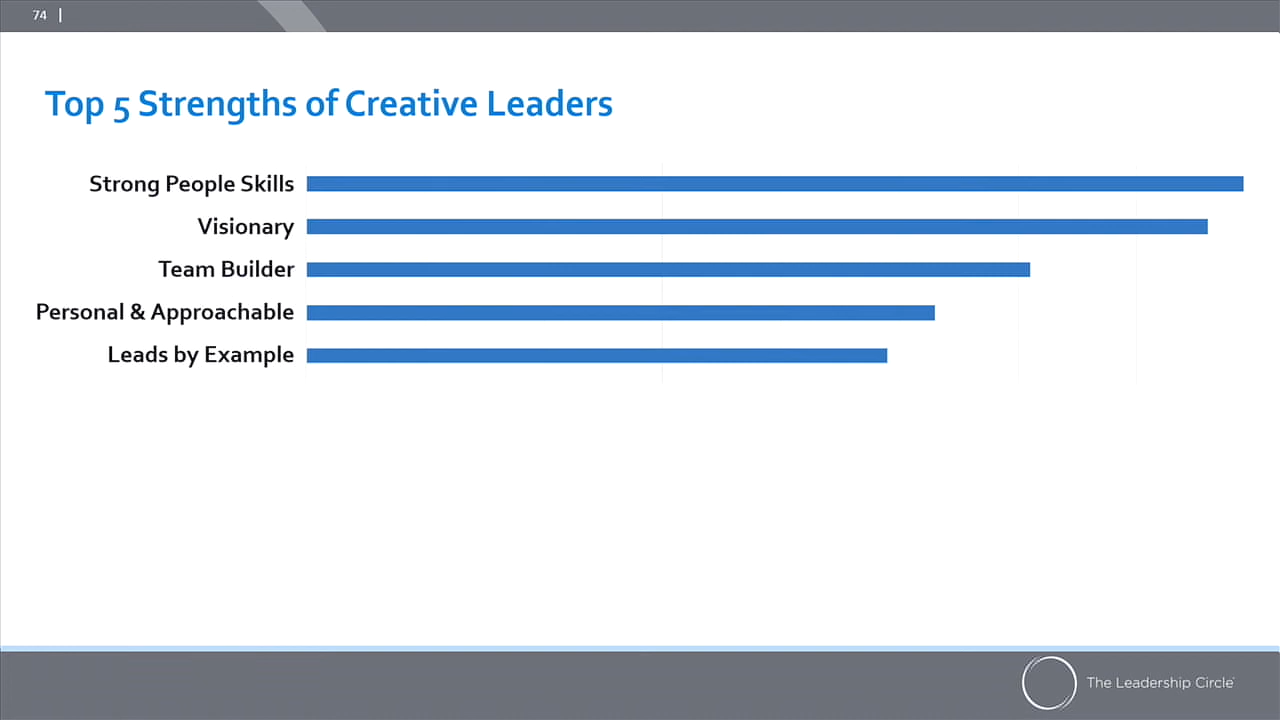 74 |
Top 5 Strengths of Creative Leaders
Strong People Skills
Visionary
Team Builder
Personal & Approachable
Leads by Example
The Leadership Circle